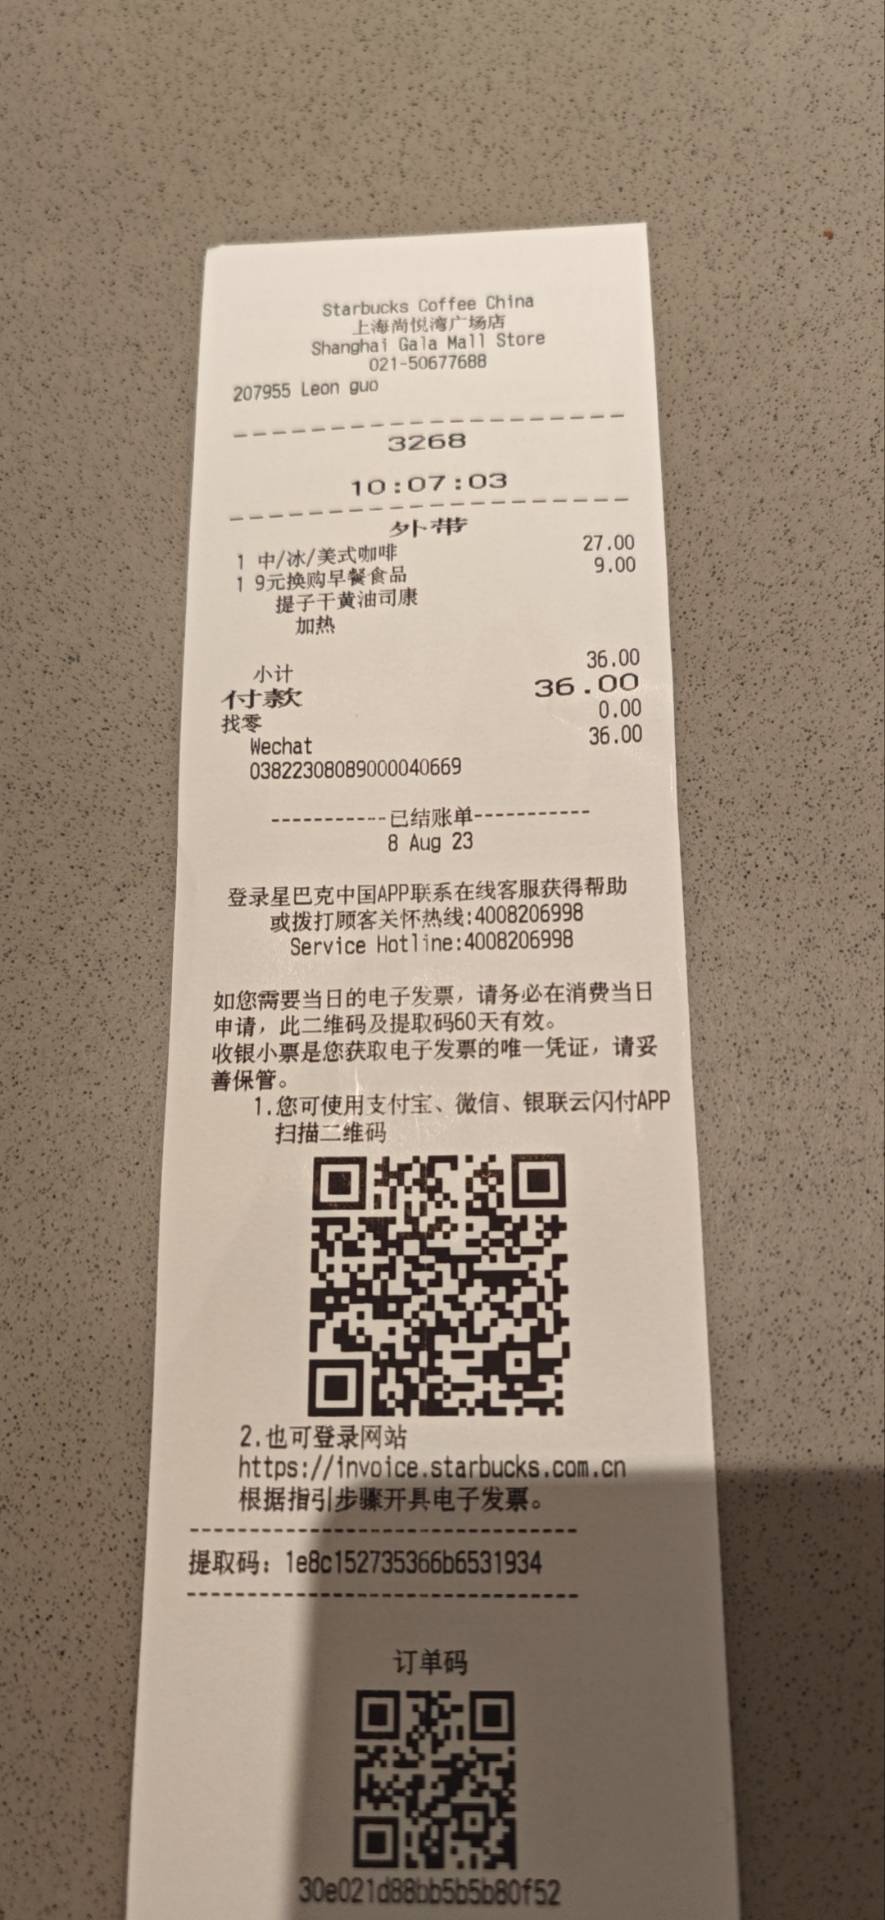 Starbucks Coffee China
上海尚悦湾广场店
Shanghai Gala Mall Store
021-50677688
207955 Leon guo
3268
10:07:03
外带
1 中/冰/美式咖啡 27.00
1 9元换购早餐食品 9.00
提子干黄油司康
加热
小计 36.00
付款 36.00
找零 0.00
Wechat 36.00
03822308089000040669
-----------已结账单-----------
8 Aug 23
登录星巴克中国APP联系在线客服获得帮助
或拨打顾客关怀热线:4008206998
Service Hotline:4008206998
如您需要当日的电子发票，请务必在消费当日
申请，此二维码及提取码60天有效。
收银小票是您获取电子发票的唯一凭证，请妥
善保管。
1.您可使用支付宝、微信、银联云闪付APP
扫描二维码
2.也可登录网站
https://invoice.starbucks.com.cn
根据指引步骤开具电子发票。
提取码：1e8c152735366b6531934
订单码
30e021d88bb5b5b80f52